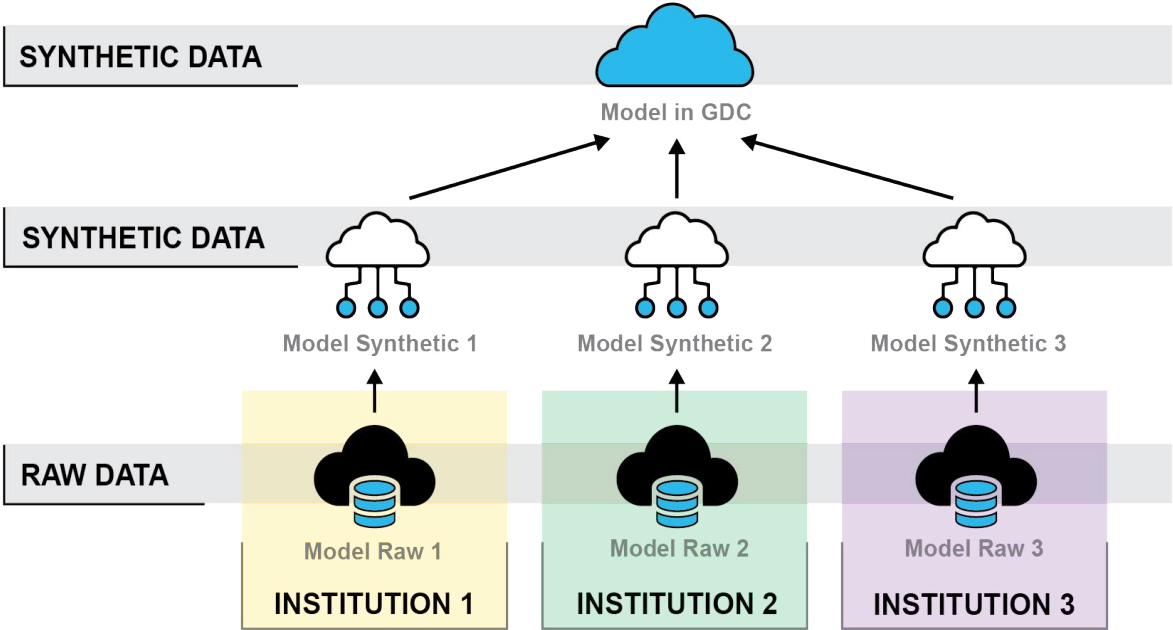 SYNTHETIC DATA
Model in GDC
SYNTHETIC DATA
Model Synthetic 1
Model Synthetic 2
Model Synthetic 3
RAW DATA
Model Raw 1
Model Raw 2
Model Raw 3
INSTITUTION 1
INSTITUTION 2
INSTITUTION 3